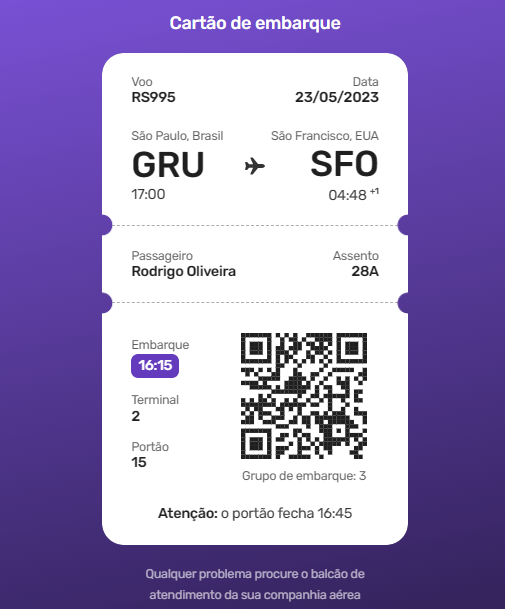 Cartão de embarque
Voo Data
RS995 23/05/2023
São Paulo, Brasil São Francisco, EUA
GRU SFO
17:00 04:48 +1
Passageiro Assento
Rodrigo Oliveira 28A
Embarque
16:15
Terminal
2
Portão
15
Grupo de embarque: 3
Atenção: o portão fecha 16:45
Qualquer problema procure o balcão de
atendimento da sua companhia aérea